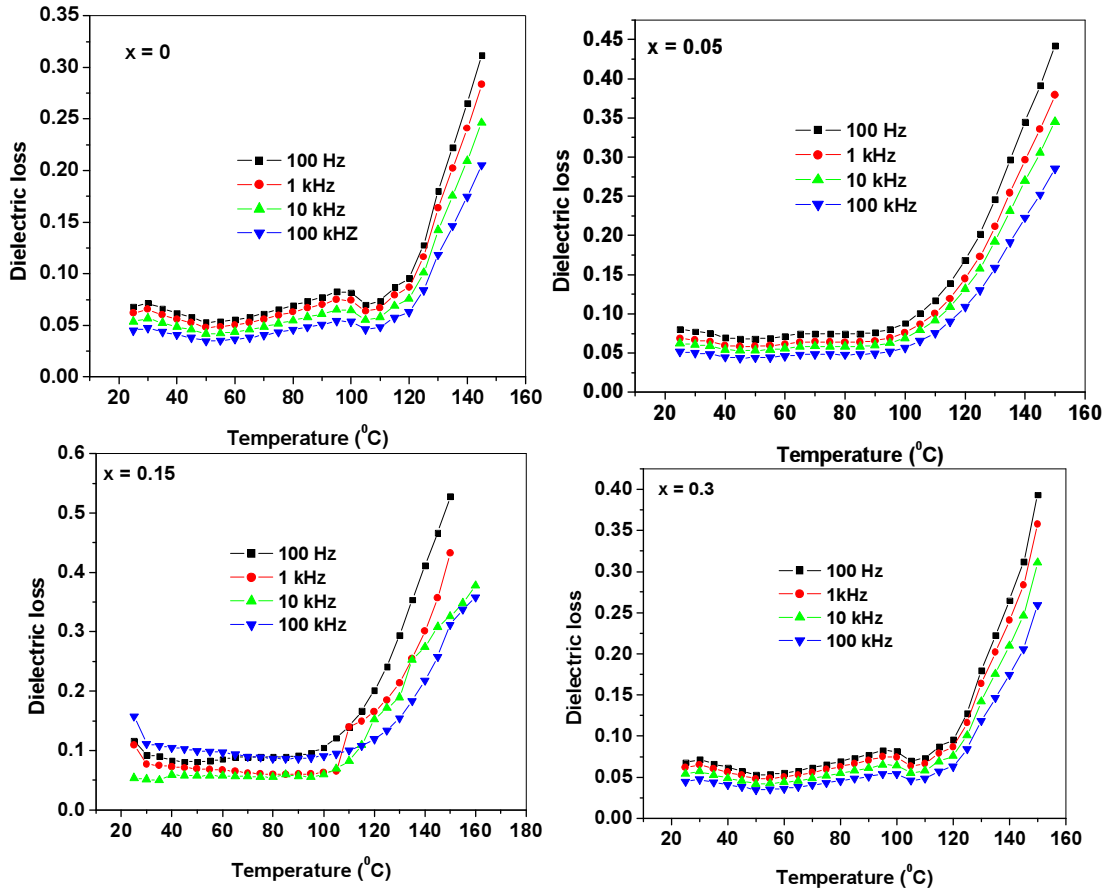 x = 0
0.35
0.30
0.25
0.20
0.15
0.10
0.05
0.00
Dielectric loss
100 Hz
1 kHz
10 kHz
100 kHZ
20 40 60 80 100 120 140 160
Temperature (⁰C)
x = 0.05
0.45
0.40
0.35
0.30
0.25
0.20
0.15
0.10
0.05
0.00
Dielectric loss
100 Hz
1 kHz
10 kHz
100 kHz
20 40 60 80 100 120 140 160
Temperature (⁰C)
x = 0.15
0.6
0.5
0.4
0.3
0.2
0.1
0.0
Dielectric loss
100 Hz
1 kHz
10 kHz
100 kHz
20 40 60 80 100 120 140 160 180
Temperature (⁰C)
x = 0.3
0.40
0.35
0.30
0.25
0.20
0.15
0.10
0.05
0.00
Dielectric loss
100 Hz
1kHz
10 kHz
100 kHz
20 40 60 80 100 120 140 160
Temperature (⁰C)